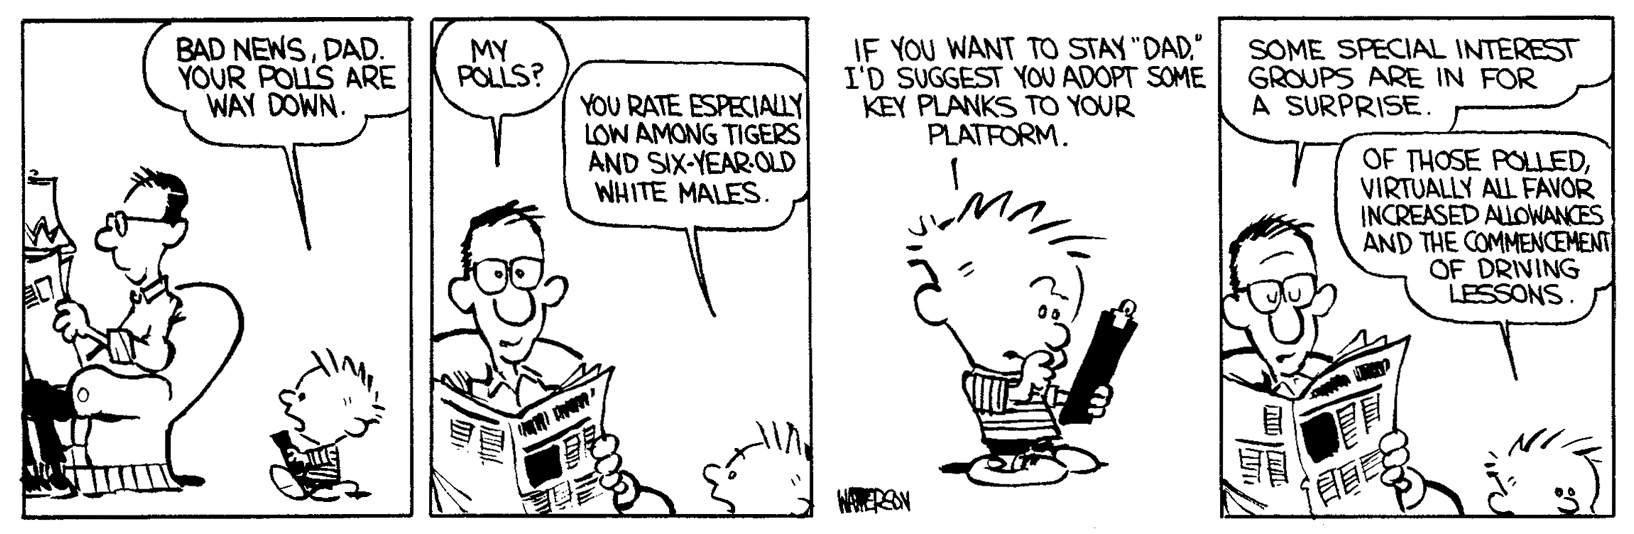 BAD NEWS, DAD.
YOUR POLLS ARE
WAY DOWN.
MY
POLLS?
YOU RATE ESPECIALLY
LOW AMONG TIGERS
AND SIX-YEAR-OLD
WHITE MALES.
IF YOU WANT TO STAY "DAD,"
I'D SUGGEST YOU ADOPT SOME
KEY PLANKS TO YOUR
PLATFORM.
WATTERSON
SOME SPECIAL INTEREST
GROUPS ARE IN FOR
A SURPRISE.
OF THOSE POLLED,
VIRTUALLY ALL FAVOR
INCREASED ALLOWANCES
AND THE COMMENCEMENT
OF DRIVING
LESSONS.